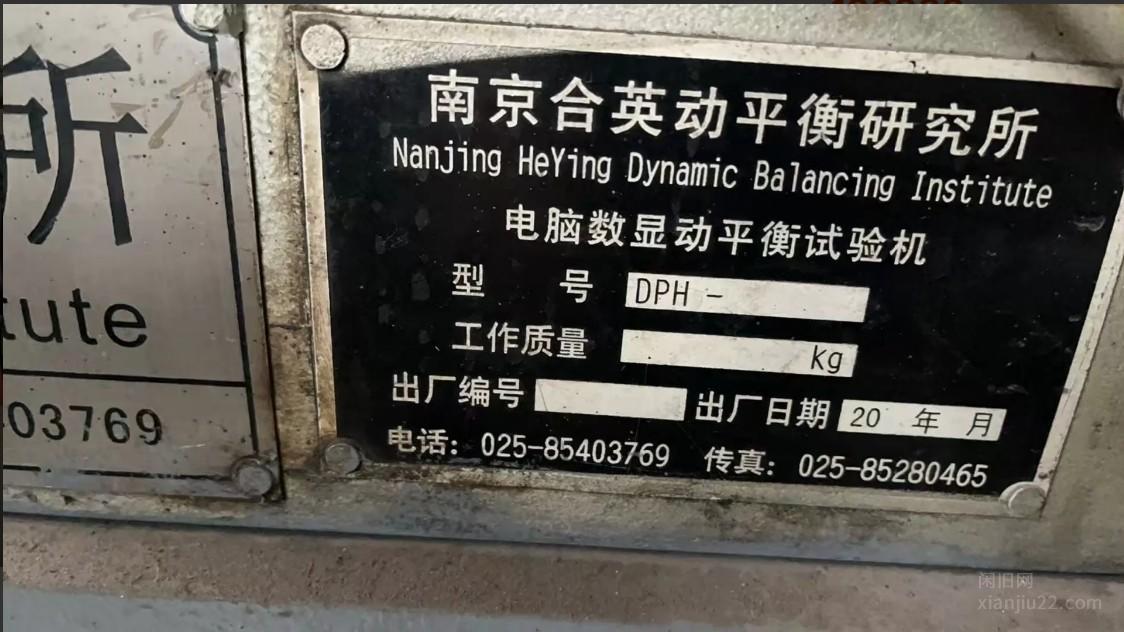 所
tute
03769
南京合英动平衡研究所
Nanjing HeYing Dynamic Balancing Institute
电脑数显动平衡试验机
型 号 DPH -
工作质量 kg
出厂编号 出厂日期 20 年 月
电话: 025-85403769 传真: 025-85280465
闲旧网
xianjiu22.com